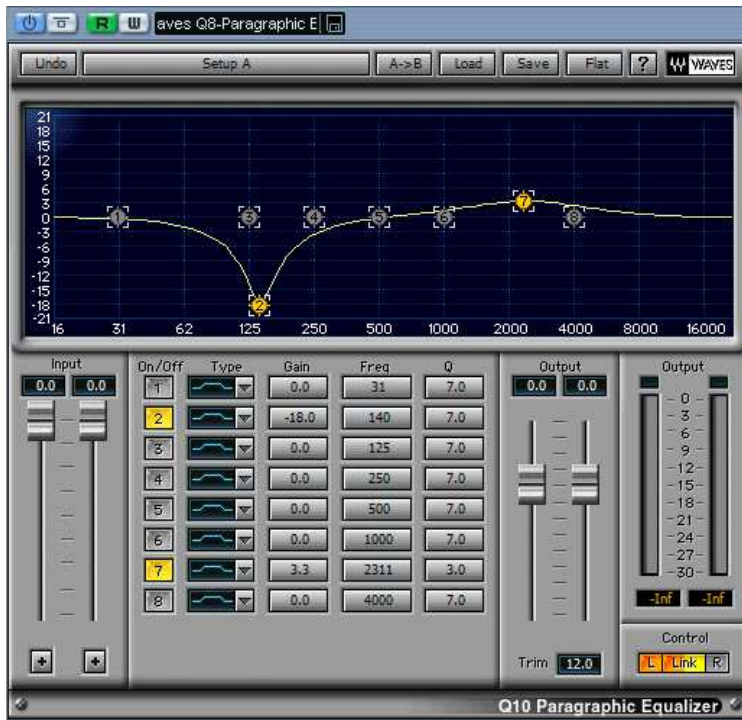 R W aves Q8-Paragraphic E
Undo Setup A A->B Load Save Flat ? WAVES
21
18
15
12
9
6
3
0
-3
-6
-9
-12
-15
-18
-21
1 3 4 5 6 7 8
2
16 31 62 125 250 500 1000 2000 4000 8000 16000
Input On/Off Type Gain Freq Q Output Output
0.0 0.0 0.0 0.0
1 0.0 31 7.0
2 -18.0 140 7.0
3 0.0 125 7.0
4 0.0 250 7.0
5 0.0 500 7.0
6 0.0 1000 7.0
7 3.3 2311 3.0
8 0.0 4000 7.0
0
3
6
9
12
15
18
21
24
27
30
-Inf -Inf
Control
Trim 12.0 L Link R
Q10 Paragraphic Equalizer